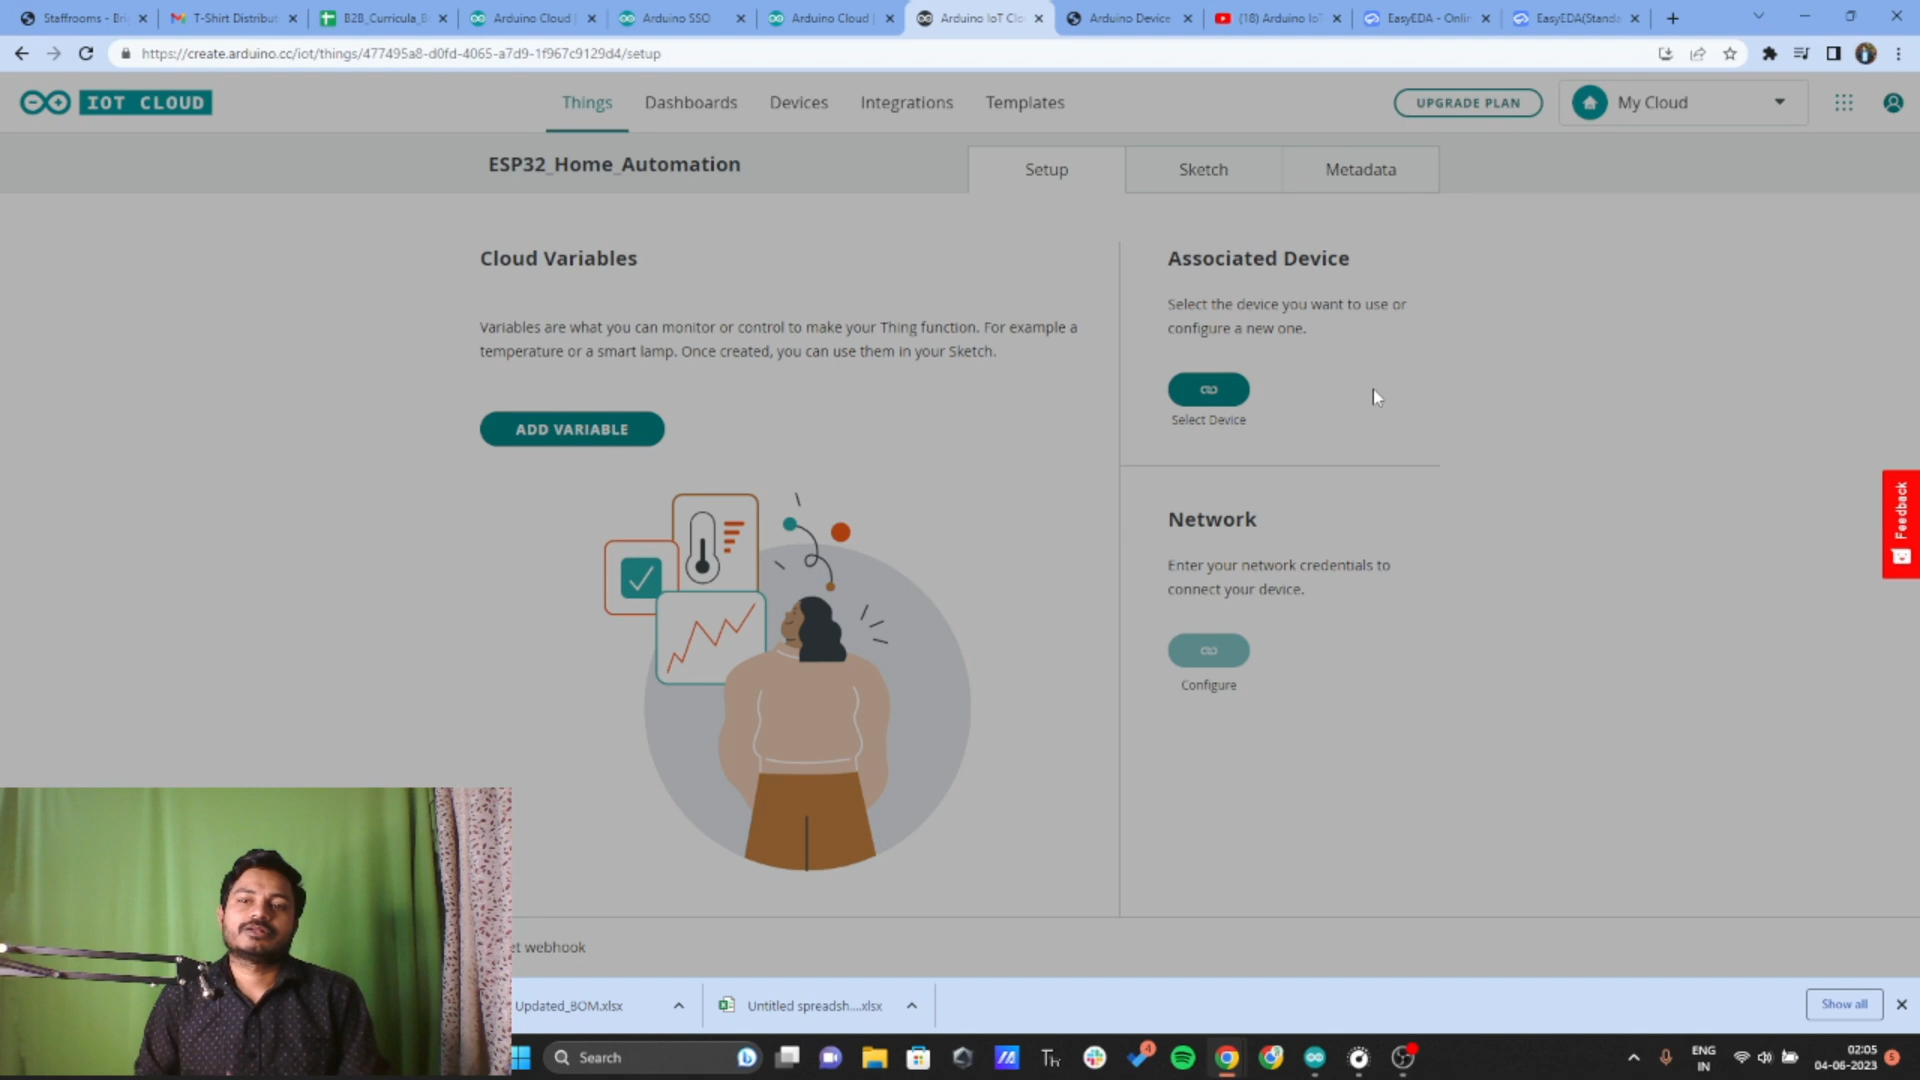 Staffrooms - Bri
T-Shirt Distribut
B2B_Curricula_B
Arduino Cloud
Arduino SSO
Arduino Cloud
Arduino IoT Clo
Arduino Device
(18) Arduino IoT
EasyEDA - Onlin
EasyEDA(Standa
https://create.arduino.cc/iot/things/477495a8-d0fd-4065-a7d9-1f967c9129d4/setup
IOT CLOUD
Things
Dashboards
Devices
Integrations
Templates
UPGRADE PLAN
My Cloud
ESP32_Home_Automation
Setup
Sketch
Metadata
Cloud Variables
Variables are what you can monitor or control to make your Thing function. For example a
temperature or a smart lamp. Once created, you can use them in your Sketch.
ADD VARIABLE
Associated Device
Select the device you want to use or
configure a new one.
Select Device
Network
Enter your network credentials to
connect your device.
Configure
Feedback
et webhook
Updated_BOM.xlsx
Untitled spreadsh....xlsx
Show all
Search
4
ENG
IN
02:05
04-06-2023
5